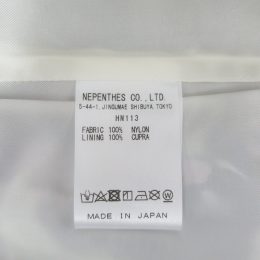 NEPENTHES CO.,LTD
5-44-1,JINGUMAE SHIBUYA TOKYO
HN113
FABRIC 100% NYLON
LINING 100% CUPRA
MADE IN JAPAN